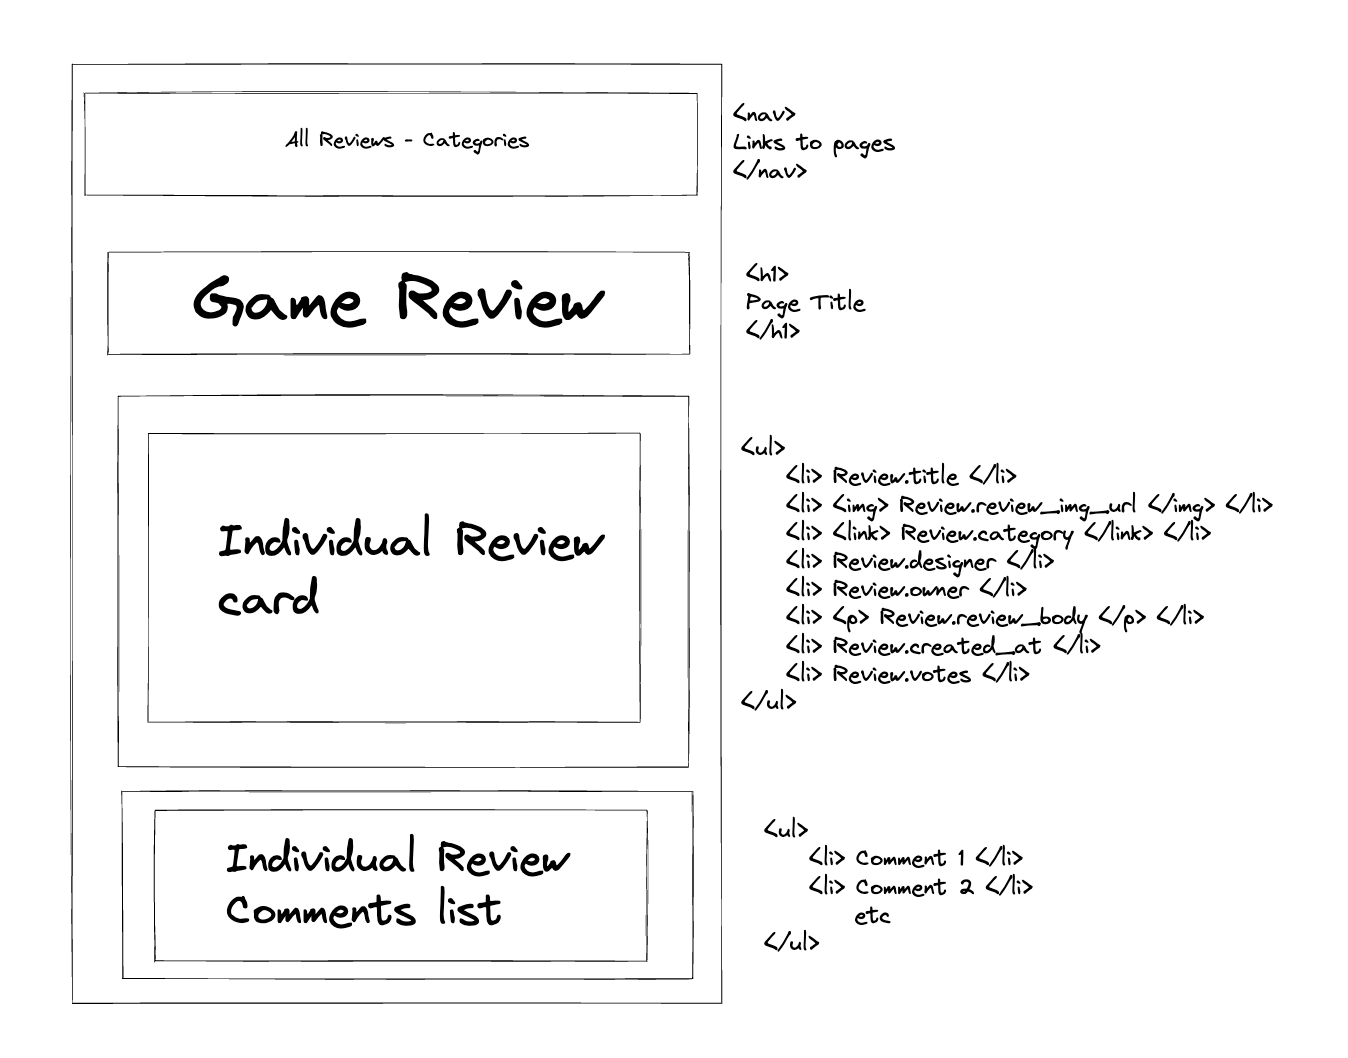 All Reviews - Categories
<nav>
Links to pages
</nav>
Game Review
<h1>
Page Title
</h1>
Individual Review
card
<ul>
<li> Review.title </li>
<li> <img> Review.review_img_url </img> </li>
<li> <link> Review.category </link> </li>
<li> Review.designer </li>
<li> Review.owner </li>
<li> <p> Review.review_body </p> </li>
<li> Review.created_at </li>
<li> Review.votes </li>
</ul>
Individual Review
Comments list
<ul>
<li> Comment 1 </li>
<li> Comment 2 </li>
etc
</ul>